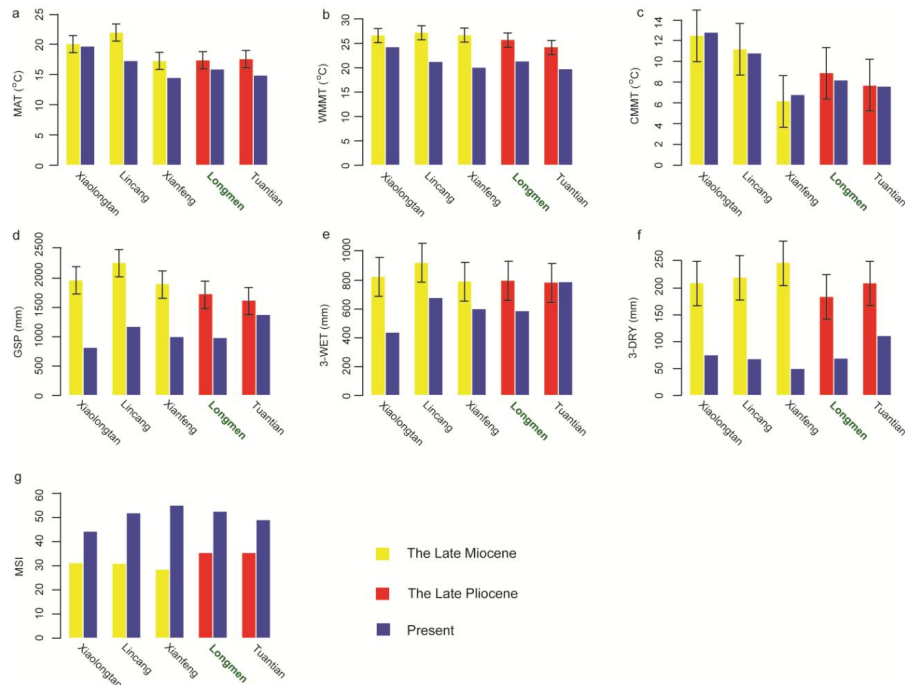 a
b
c
MAT (°C)
0 5 10 15 20 25
Xiaolongtan
Lincang
Xianfeng
Longmen
Tuantian
WMMT (°C)
0 5 10 15 20 25 30
Xiaolongtan
Lincang
Xianfeng
Longmen
Tuantian
CMMT (°C)
0 2 4 6 8 10 12 14
Xiaolongtan
Lincang
Xianfeng
Longmen
Tuantian
d
e
f
GSP (mm)
0 500 1000 1500 2000 2500
Xiaolongtan
Lincang
Xianfeng
Longmen
Tuantian
3-WET (mm)
0 200 400 600 800 1000
Xiaolongtan
Lincang
Xianfeng
Longmen
Tuantian
3-DRY (mm)
0 50 100 150 200 250
Xiaolongtan
Lincang
Xianfeng
Longmen
Tuantian
g
MSI
0 10 20 30 40 50 60
Xiaolongtan
Lincang
Xianfeng
Longmen
Tuantian
The Late Miocene
The Late Pliocene
Present